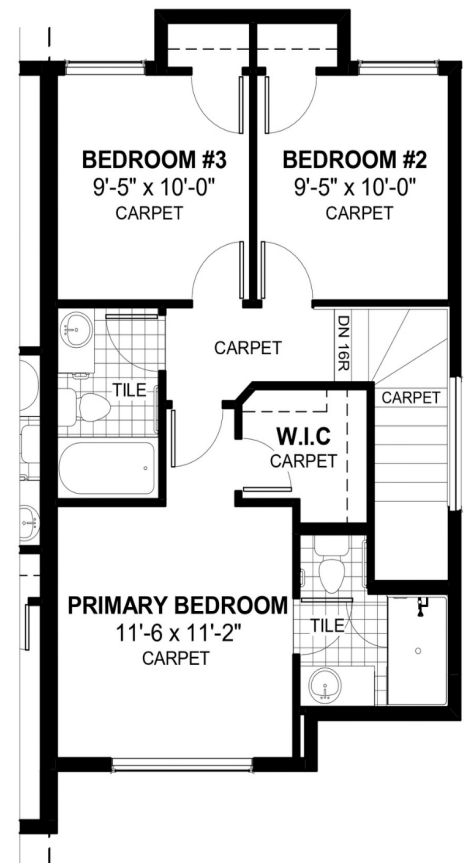 BEDROOM #3
9'-5" x 10'-0"
CARPET
BEDROOM #2
9'-5" x 10'-0"
CARPET
CARPET
DN 16R
CARPET
TILE
W.I.C
CARPET
PRIMARY BEDROOM
11'-6 x 11'-2"
CARPET
TILE